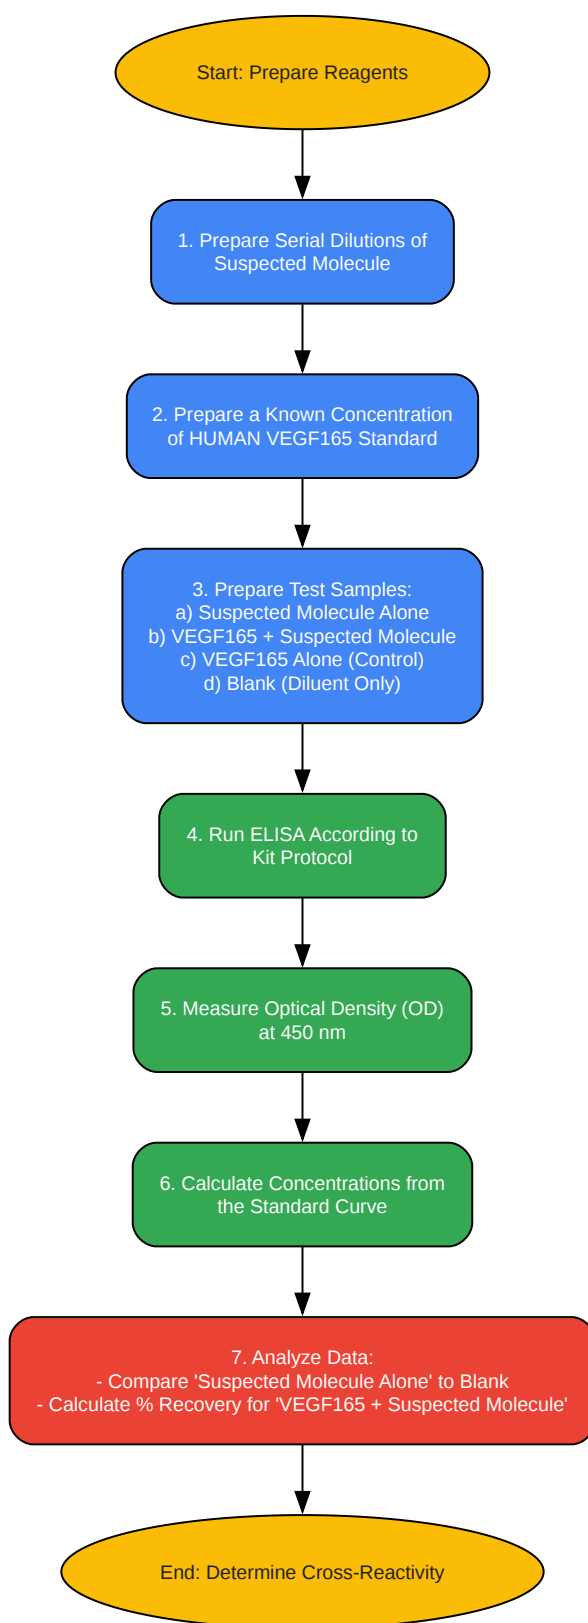 Start: Prepare Reagents
1. Prepare Serial Dilutions of
Suspected Molecule
2. Prepare a Known Concentration
of HUMAN VEGF165 Standard
3. Prepare Test Samples:
a) Suspected Molecule Alone
b) VEGF165 + Suspected Molecule
c) VEGF165 Alone (Control)
d) Blank (Diluent Only)
4. Run ELISA According to
Kit Protocol
5. Measure Optical Density (OD)
at 450 nm
6. Calculate Concentrations from
the Standard Curve
7. Analyze Data:
- Compare 'Suspected Molecule Alone' to Blank
- Calculate % Recovery for 'VEGF165 + Suspected Molecule'
End: Determine Cross-Reactivity